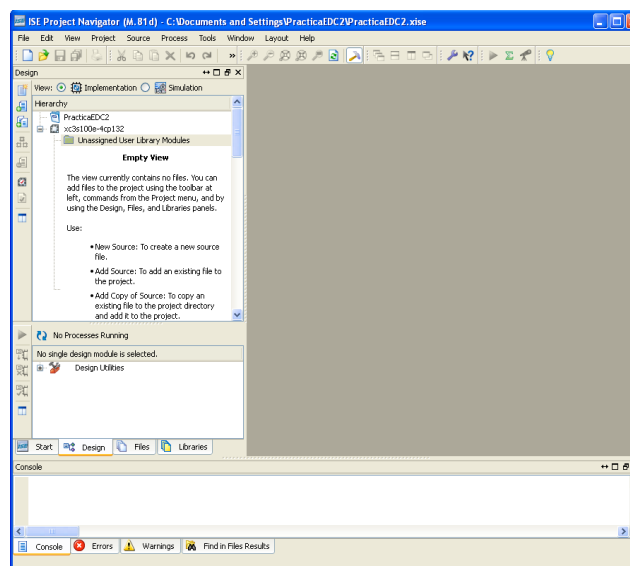 ISE Project Navigator (M.81d) - C:\Documents and Settings\PracticaEDC2\PracticaEDC2.xise
File Edit View Project Source Process Tools Window Layout Help
»
Design
View: Implementation Simulation
Hierarchy
PracticaEDC2
xc3s100e-4cp132
Unassigned User Library Modules
Empty View
The view currently contains no files. You can
add files to the project using the toolbar at
left, commands from the Project menu, and by
using the Design, Files, and Libraries panels.
Use:
• New Source: To create a new source
file.
• Add Source: To add an existing file to
the project.
• Add Copy of Source: To copy an
existing file to the project directory
and add it to the project.
No Processes Running
No single design module is selected.
Design Utilities
Start Design Files Libraries
Console
Console Errors Warnings Find in Files Results